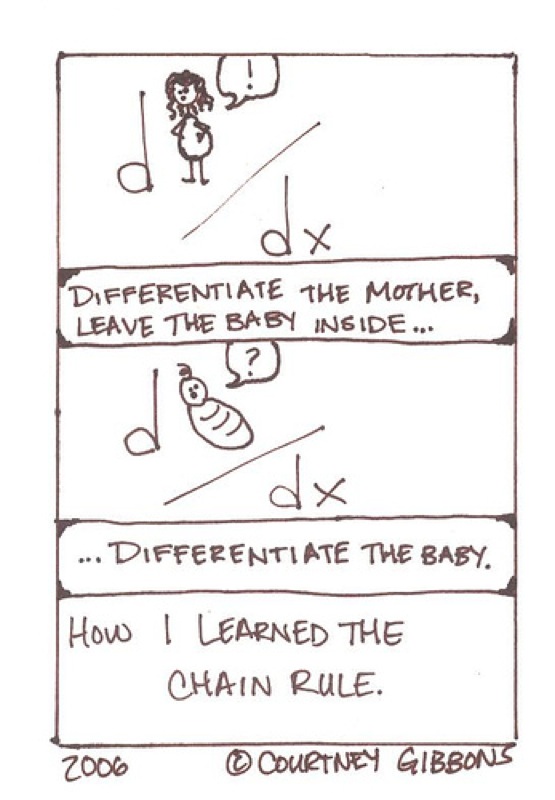 !
d
dx
DIFFERENTIATE THE MOTHER,
LEAVE THE BABY INSIDE...
?
d
dx
...DIFFERENTIATE THE BABY.
HOW I LEARNED THE
CHAIN RULE.
2006 © COURTNEY GIBBONS